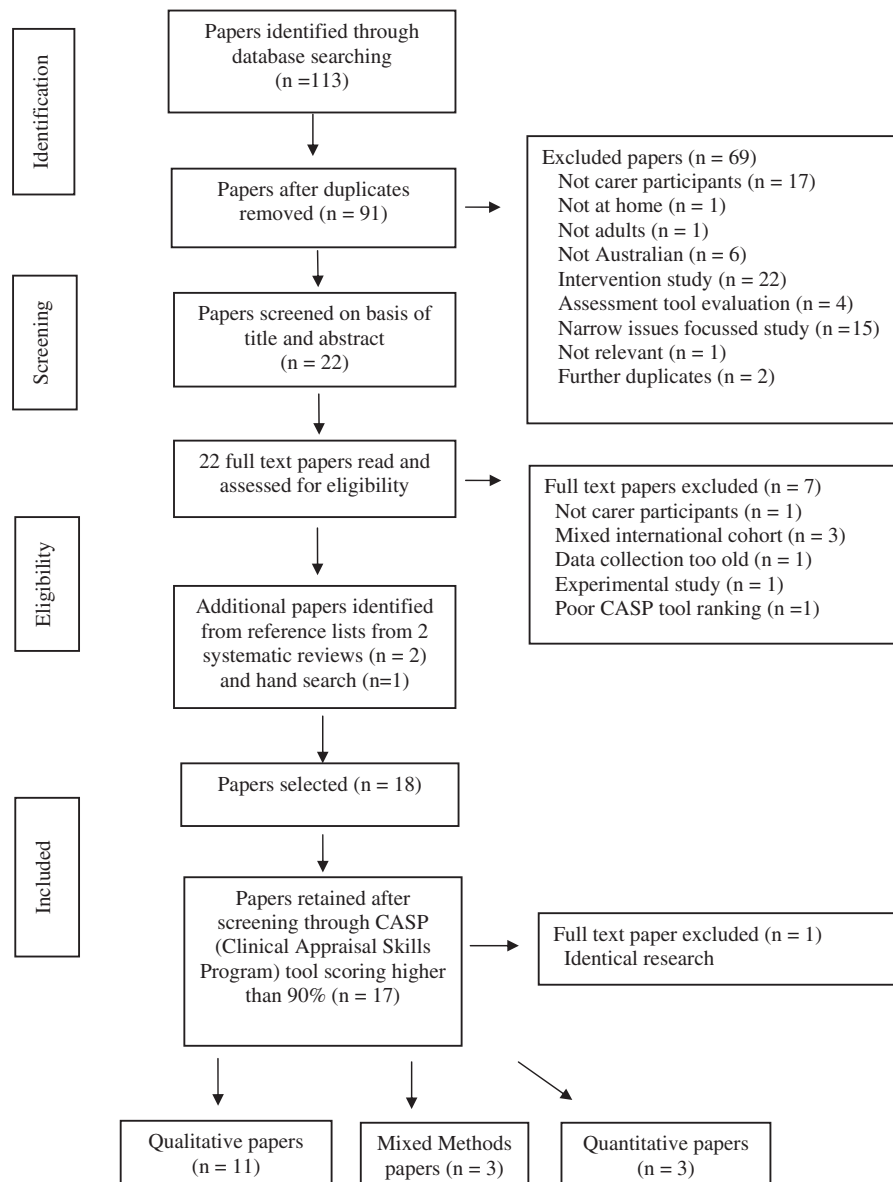 Identification
Papers identified through
database searching
(n =113)
Papers after duplicates
removed (n = 91)
Excluded papers (n = 69)
Not carer participants (n = 17)
Not at home (n = 1)
Not adults (n = 1)
Not Australian (n = 6)
Intervention study (n = 22)
Assessment tool evaluation (n = 4)
Narrow issues focussed study (n =15)
Not relevant (n = 1)
Further duplicates (n = 2)
Screening
Papers screened on basis of
title and abstract
(n = 22)
22 full text papers read and
assessed for eligibility
Full text papers excluded (n = 7)
Not carer participants (n = 1)
Mixed international cohort (n = 3)
Data collection too old (n = 1)
Experimental study (n = 1)
Poor CASP tool ranking (n =1)
Eligibility
Additional papers identified
from reference lists from 2
systematic reviews (n = 2)
and hand search (n=1)
Papers selected (n = 18)
Included
Papers retained after
screening through CASP
(Clinical Appraisal Skills
Program) tool scoring higher
than 90% (n = 17)
Full text paper excluded (n = 1)
Identical research
Qualitative papers
(n = 11)
Mixed Methods
papers (n = 3)
Quantitative papers
(n = 3)